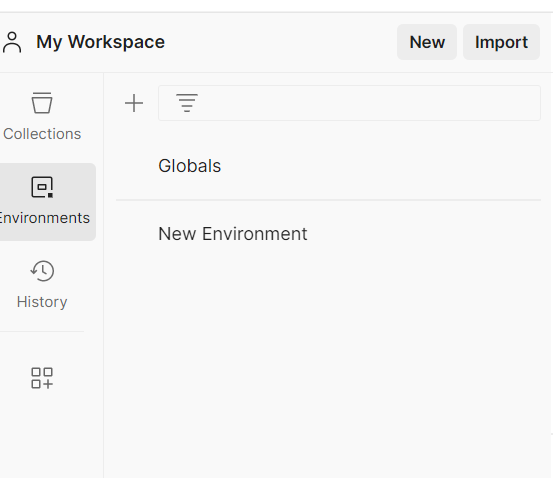 My Workspace
New
Import
Collections
Environments
History
Globals
New Environment